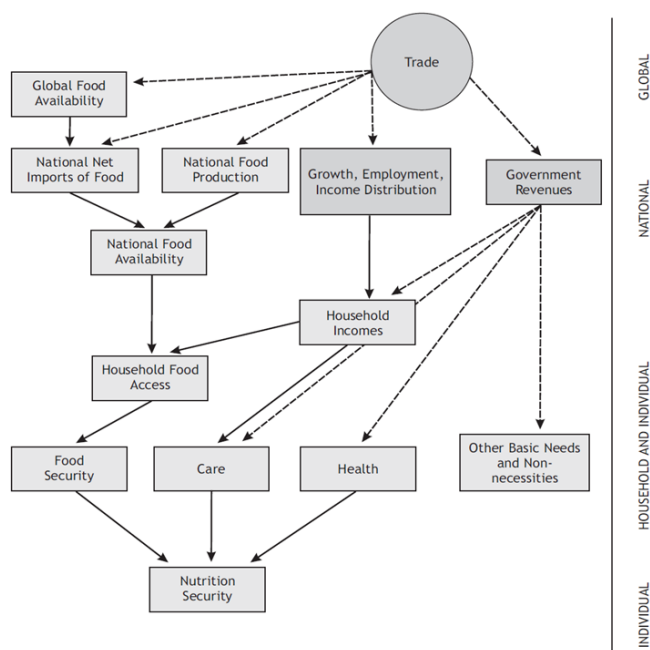 Trade
Global Food
Availability
National Net
Imports of Food
National Food
Production
Growth, Employment,
Income Distribution
Government
Revenues
National Food
Availability
Household
Incomes
Household Food
Access
Food
Security
Care
Health
Other Basic Needs
and Non-
necessities
Nutrition
Security
GLOBAL
NATIONAL
HOUSEHOLD AND INDIVIDUAL
INDIVIDUAL